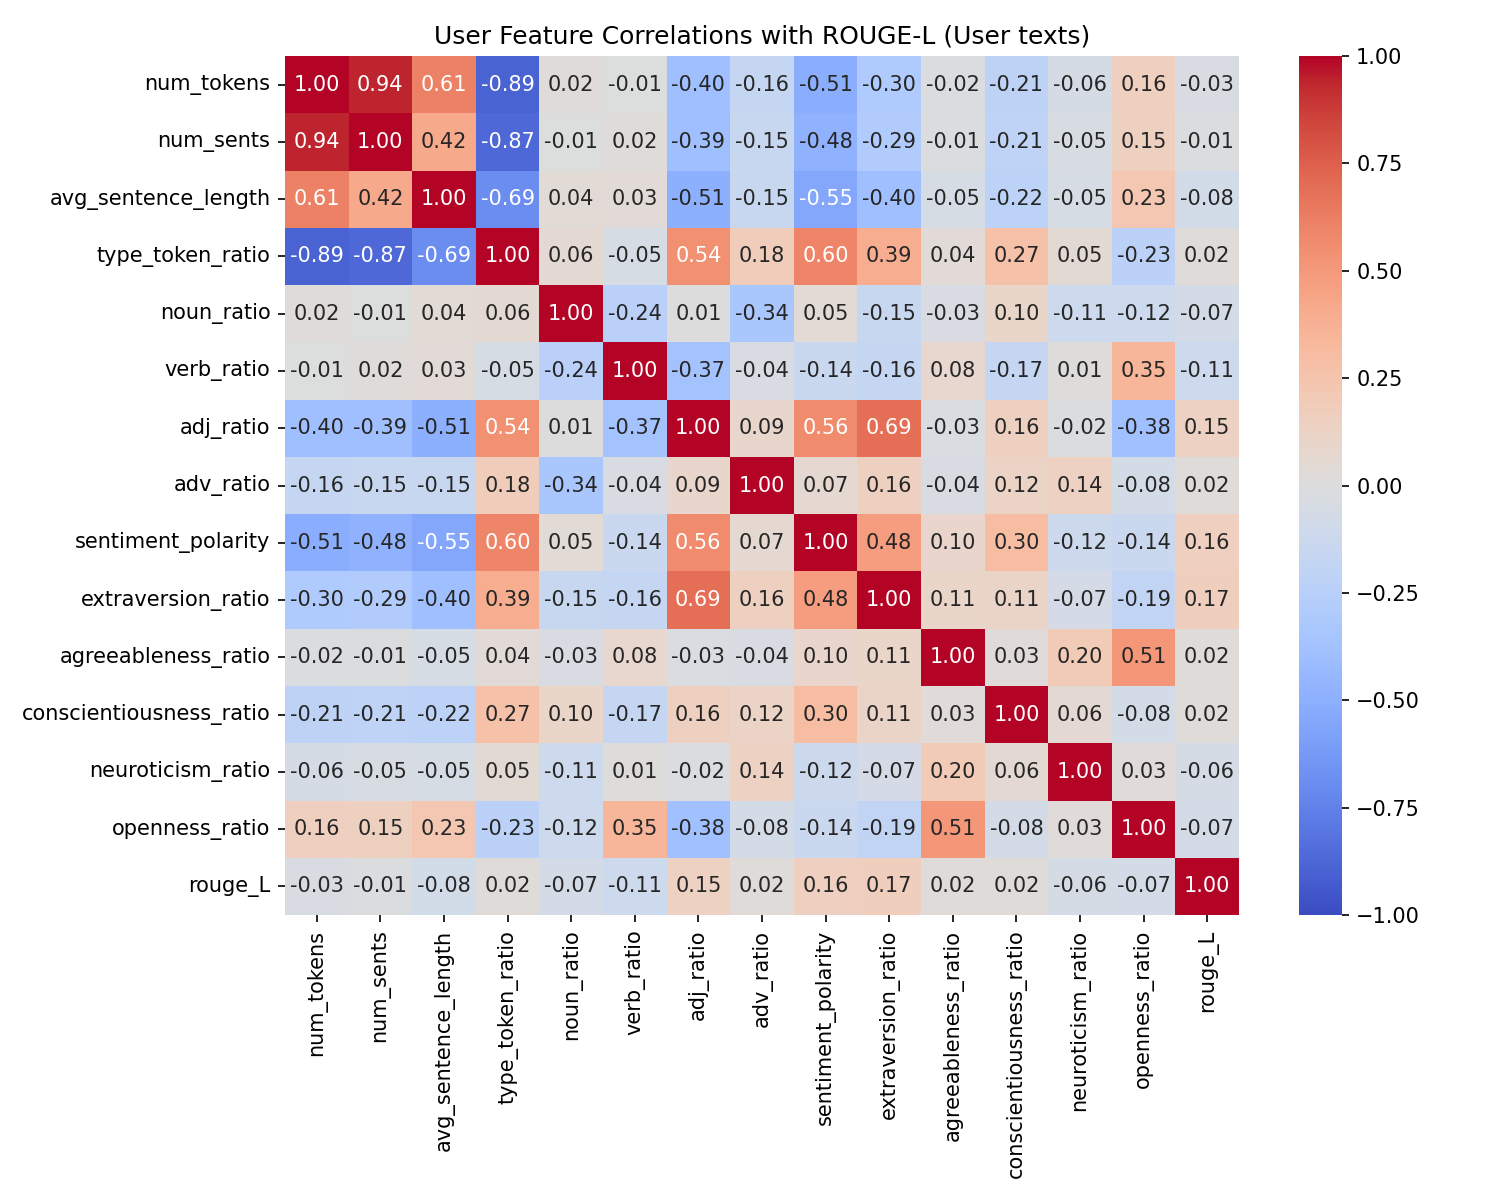 User Feature Correlations with ROUGE-L (User texts)
num_tokens 1.00 0.94 0.61 -0.89 0.02 -0.01 -0.40 -0.16 -0.51 -0.30 -0.02 -0.21 -0.06 0.16 -0.03
num_sents 0.94 1.00 0.42 -0.87 -0.01 0.02 -0.39 -0.15 -0.48 -0.29 -0.01 -0.21 -0.05 0.15 -0.01
avg_sentence_length 0.61 0.42 1.00 -0.69 0.04 0.03 -0.51 -0.15 -0.55 -0.40 -0.05 -0.22 -0.05 0.23 -0.08
type_token_ratio -0.89 -0.87 -0.69 1.00 0.06 -0.05 0.54 0.18 0.60 0.39 0.04 0.27 0.05 -0.23 0.02
noun_ratio 0.02 -0.01 0.04 0.06 1.00 -0.24 0.01 -0.34 0.05 -0.15 -0.03 0.10 -0.11 -0.12 -0.07
verb_ratio -0.01 0.02 0.03 -0.05 -0.24 1.00 -0.37 -0.04 -0.14 -0.16 0.08 -0.17 0.01 0.35 -0.11
adj_ratio -0.40 -0.39 -0.51 0.54 0.01 -0.37 1.00 0.09 0.56 0.69 -0.03 0.16 -0.02 -0.38 0.15
adv_ratio -0.16 -0.15 -0.15 0.18 -0.34 -0.04 0.09 1.00 0.07 0.16 -0.04 0.12 0.14 -0.08 0.02
sentiment_polarity -0.51 -0.48 -0.55 0.60 0.05 -0.14 0.56 0.07 1.00 0.48 0.10 0.30 -0.12 -0.14 0.16
extraversion_ratio -0.30 -0.29 -0.40 0.39 -0.15 -0.16 0.69 0.16 0.48 1.00 0.11 0.11 -0.07 -0.19 0.17
agreeableness_ratio -0.02 -0.01 -0.05 0.04 -0.03 0.08 -0.03 -0.04 0.10 0.11 1.00 0.03 0.20 0.51 0.02
conscientiousness_ratio -0.21 -0.21 -0.22 0.27 0.10 -0.17 0.16 0.12 0.30 0.11 0.03 1.00 0.06 -0.08 0.02
neuroticism_ratio -0.06 -0.05 -0.05 0.05 -0.11 0.01 -0.02 0.14 -0.12 -0.07 0.20 0.06 1.00 0.03 -0.06
openness_ratio 0.16 0.15 0.23 -0.23 -0.12 0.35 -0.38 -0.08 -0.14 -0.19 0.51 -0.08 0.03 1.00 -0.07
rouge_L -0.03 -0.01 -0.08 0.02 -0.07 -0.11 0.15 0.02 0.16 0.17 0.02 0.02 -0.06 -0.07 1.00
num_tokens
num_sents
avg_sentence_length
type_token_ratio
noun_ratio
verb_ratio
adj_ratio
adv_ratio
sentiment_polarity
extraversion_ratio
agreeableness_ratio
conscientiousness_ratio
neuroticism_ratio
openness_ratio
rouge_L
1.00
0.75
0.50
0.25
0.00
−0.25
−0.50
−0.75
−1.00